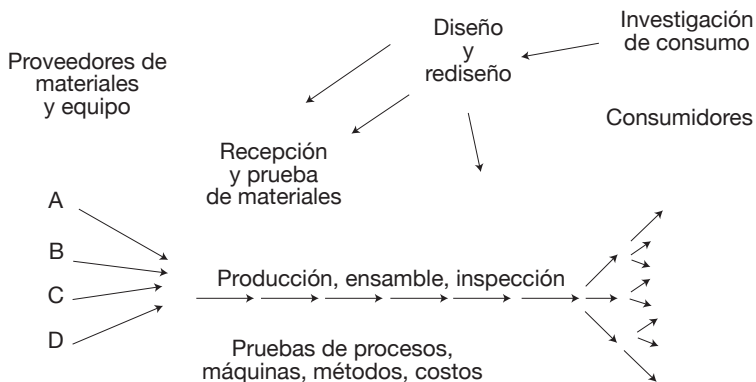 Proveedores de
materiales
y equipo
Diseño
y
rediseño
Investigación
de consumo
Consumidores
Recepción
y prueba
de materiales
A
B
C
D
Producción, ensamble, inspección
Pruebas de procesos,
máquinas, métodos, costos